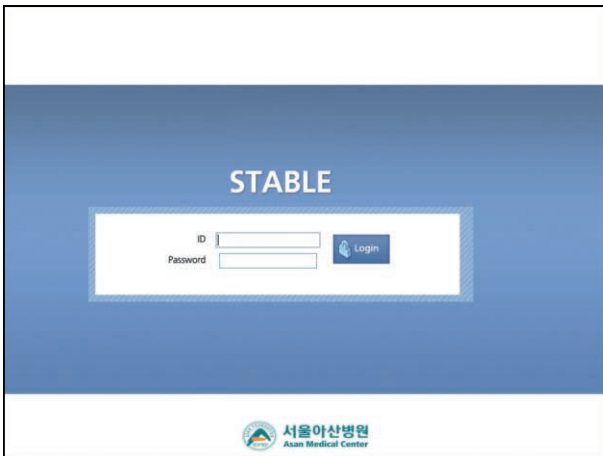 STABLE
ID
Password
Login
서울아산병원
Asan Medical Center